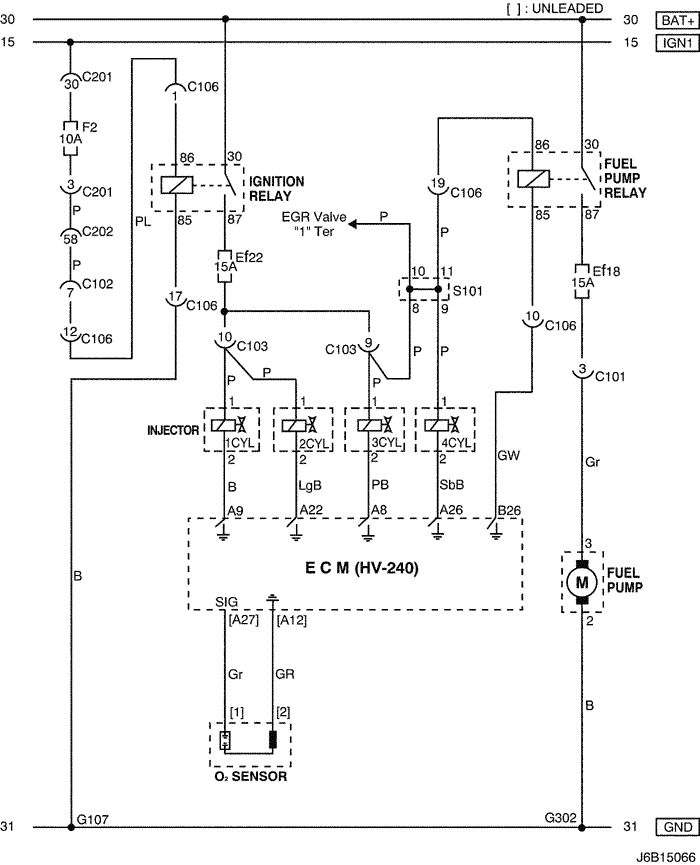 [ ] : UNLEADED
30 30 BAT+
15 15 IGN1
30 C201
C106
1
F2
10A
86 30
86 30
IGNITION
RELAY
FUEL
PUMP
RELAY
3 C201
19 C106
P
PL
85 87
85 87
EGR Valve
"1" Ter
P
58 C202
P
P
Ef22
15A
Ef18
15A
10 11
S101
7 C102
17 C106
8 9
10 C106
12 C106
10 C103
C103 9
P P
3 C101
P
P P
1 1 1 1
INJECTOR
1CYL 2CYL 3CYL 4CYL
2 2 2 2
GW
Gr
B LgB PB SbB
A9 A22 A8 A26 B26
3
E C M (HV-240)
B
M
FUEL
PUMP
SIG
[A27] [A12]
2
Gr GR
B
[1] [2]
O₂ SENSOR
31 G107 G302 31 GND
J6B15066